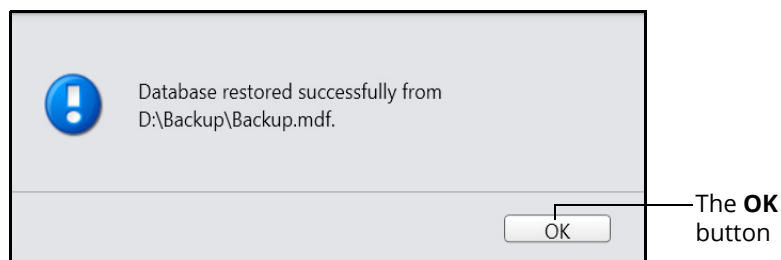 Database restored successfully from
D:\Backup\Backup.mdf.
OK
The OK
button